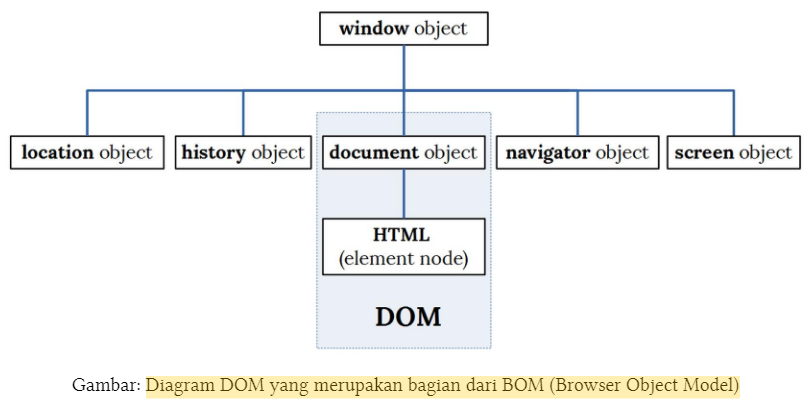 window object
location object
history object
document object
navigator object
screen object
HTML
(element node)
DOM
Gambar: Diagram DOM yang merupakan bagian dari BOM (Browser Object Model)